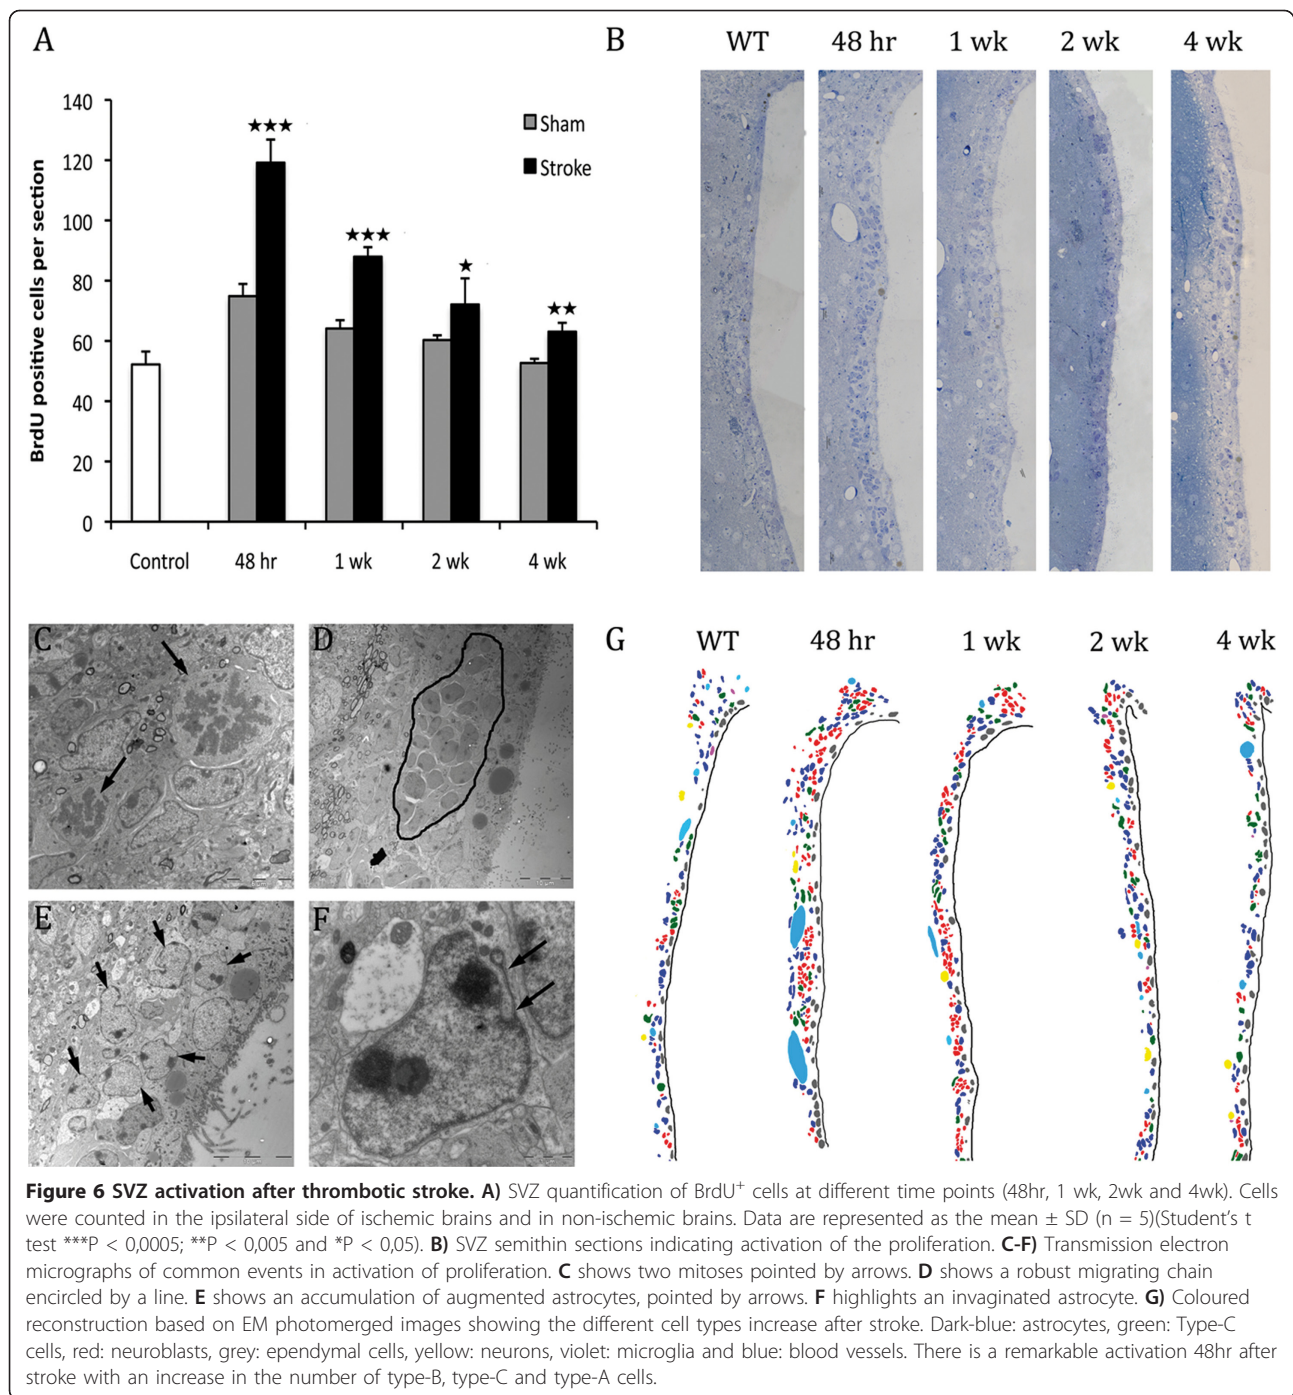 A
BrdU positive cells per section
140
120
100
80
60
40
20
0
★★★
★★★
★
★★
Sham
Stroke
Control 48 hr 1 wk 2 wk 4 wk
B
WT 48 hr 1 wk 2 wk 4 wk
C
D
E
F
G
WT 48 hr 1 wk 2 wk 4 wk
Figure 6 SVZ activation after thrombotic stroke. A) SVZ quantification of BrdU⁺ cells at different time points (48hr, 1 wk, 2wk and 4wk). Cells
were counted in the ipsilateral side of ischemic brains and in non-ischemic brains. Data are represented as the mean ± SD (n = 5)(Student's t
test ***P < 0,0005; **P < 0,005 and *P < 0,05). B) SVZ semithin sections indicating activation of the proliferation. C-F) Transmission electron
micrographs of common events in activation of proliferation. C shows two mitoses pointed by arrows. D shows a robust migrating chain
encircled by a line. E shows an accumulation of augmented astrocytes, pointed by arrows. F highlights an invaginated astrocyte. G) Coloured
reconstruction based on EM photomerged images showing the different cell types increase after stroke. Dark-blue: astrocytes, green: Type-C
cells, red: neuroblasts, grey: ependymal cells, yellow: neurons, violet: microglia and blue: blood vessels. There is a remarkable activation 48hr after
stroke with an increase in the number of type-B, type-C and type-A cells.